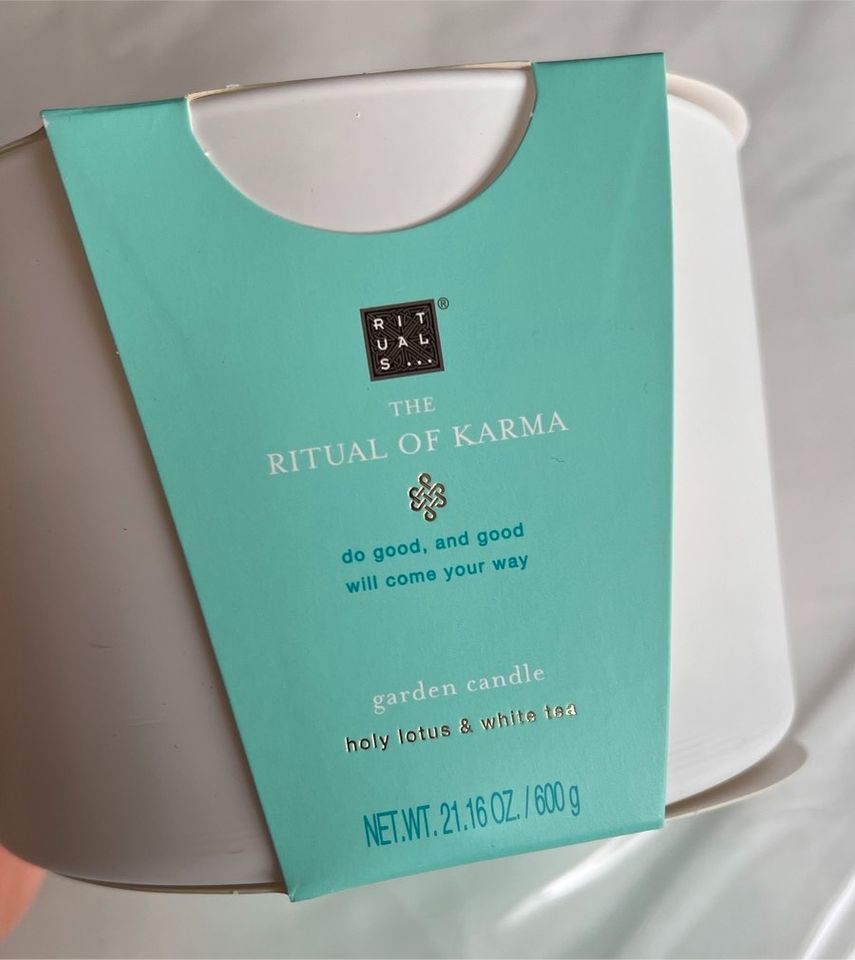 RIT
UAL
S...®
THE
RITUAL OF KARMA
do good, and good
will come your way
garden candle
holy lotus & white tea
NET.WT. 21.16 OZ. / 600 g